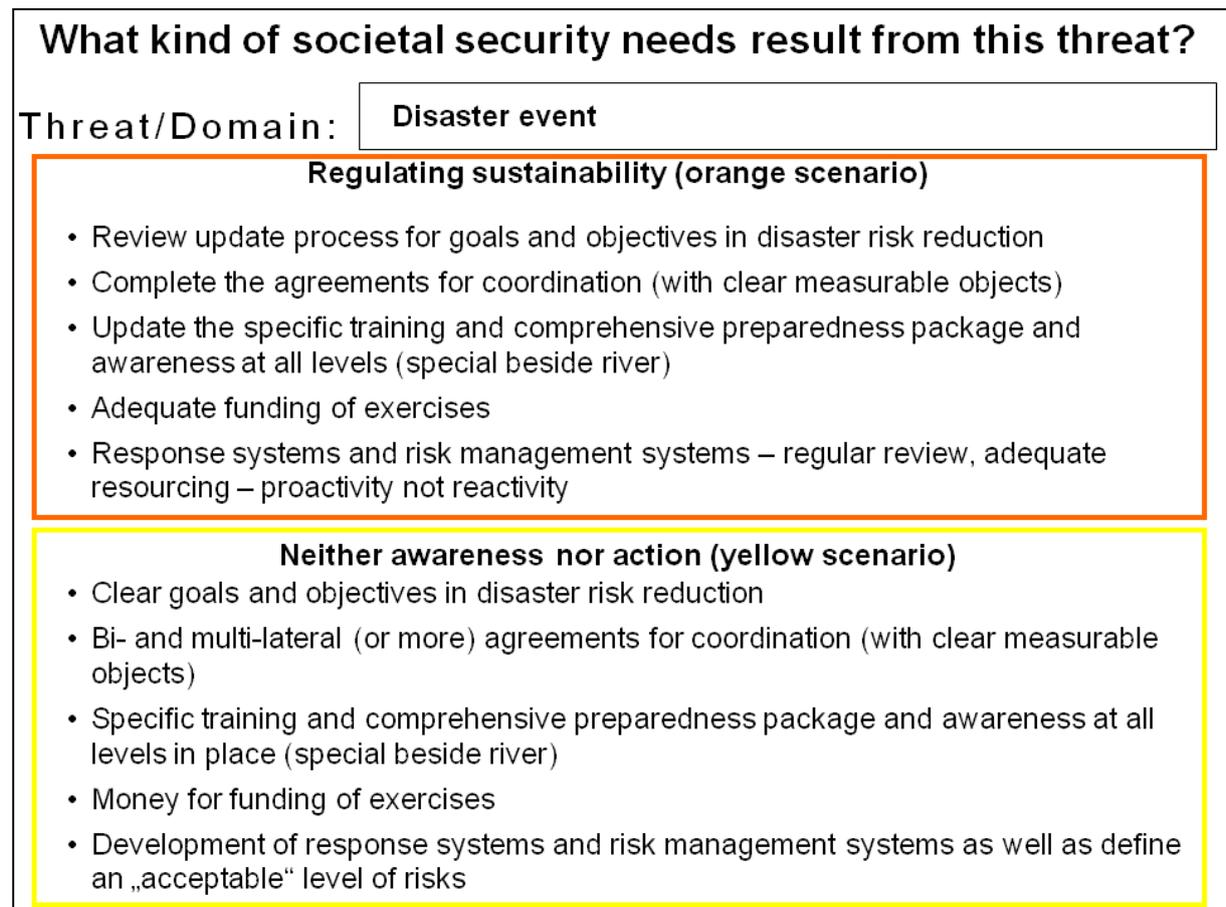 What kind of societal security needs result from this threat?
Threat/Domain:
Disaster event
Regulating sustainability (orange scenario)
• Review update process for goals and objectives in disaster risk reduction
• Complete the agreements for coordination (with clear measurable objects)
• Update the specific training and comprehensive preparedness package and
awareness at all levels (special beside river)
• Adequate funding of exercises
• Response systems and risk management systems – regular review, adequate
resourcing – proactivity not reactivity
Neither awareness nor action (yellow scenario)
• Clear goals and objectives in disaster risk reduction
• Bi- and multi-lateral (or more) agreements for coordination (with clear measurable
objects)
• Specific training and comprehensive preparedness package and awareness at all
levels in place (special beside river)
• Money for funding of exercises
• Development of response systems and risk management systems as well as define
an „acceptable“ level of risks